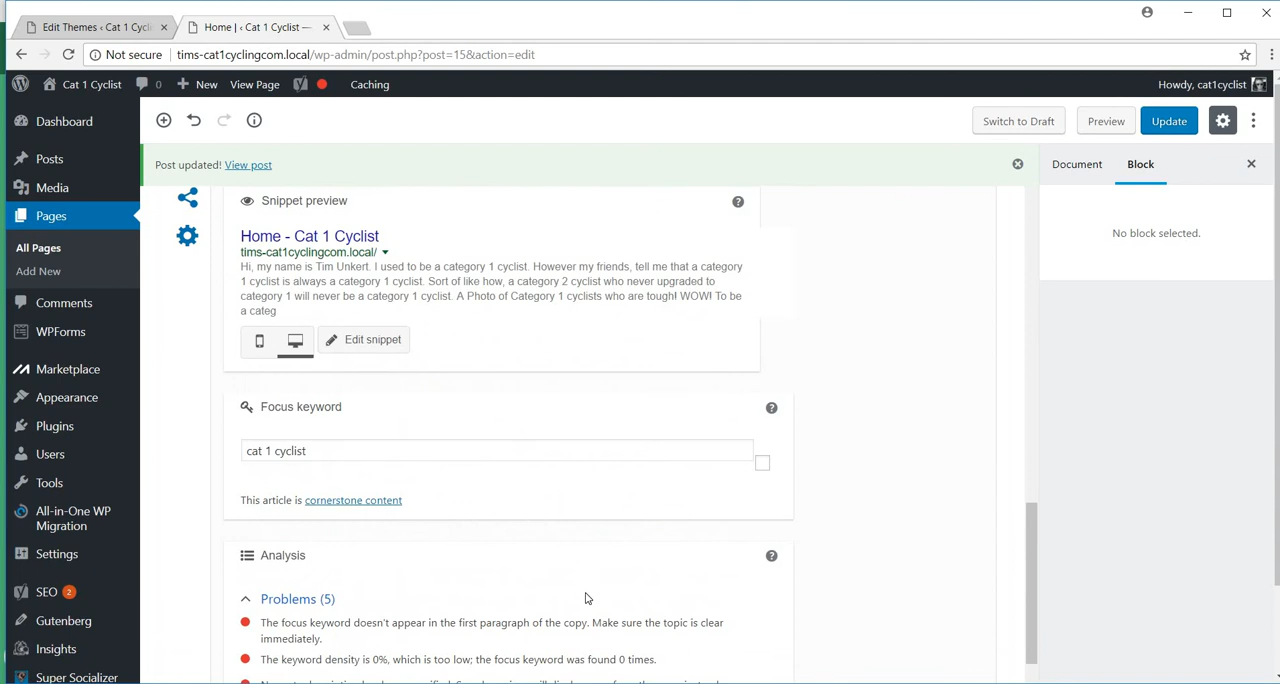 Edit Themes ‹ Cat 1 Cycli
Home | ‹ Cat 1 Cyclist —
Not secure
tims-cat1cyclingcom.local/wp-admin/post.php?post=15&action=edit
Cat 1 Cyclist
0
New
View Page
Caching
Howdy, cat1cyclist
Dashboard
Posts
Media
Pages
All Pages
Add New
Comments
WPForms
Marketplace
Appearance
Plugins
Users
Tools
All-in-One WP
Migration
Settings
SEO 2
Gutenberg
Insights
Super Socializer
Switch to Draft
Preview
Update
Post updated! View post
Document
Block
No block selected.
Snippet preview
Home - Cat 1 Cyclist
tims-cat1cyclingcom.local/
Hi, my name is Tim Unkert. I used to be a category 1 cyclist. However my friends, tell me that a category
1 cyclist is always a category 1 cyclist. Sort of like how, a category 2 cyclist who never upgraded to
category 1 will never be a category 1 cyclist. A Photo of Category 1 cyclists who are tough! WOW! To be
a categ
Edit snippet
Focus keyword
cat 1 cyclist
This article is cornerstone content
Analysis
Problems (5)
The focus keyword doesn't appear in the first paragraph of the copy. Make sure the topic is clear
immediately.
The keyword density is 0%, which is too low; the focus keyword was found 0 times.